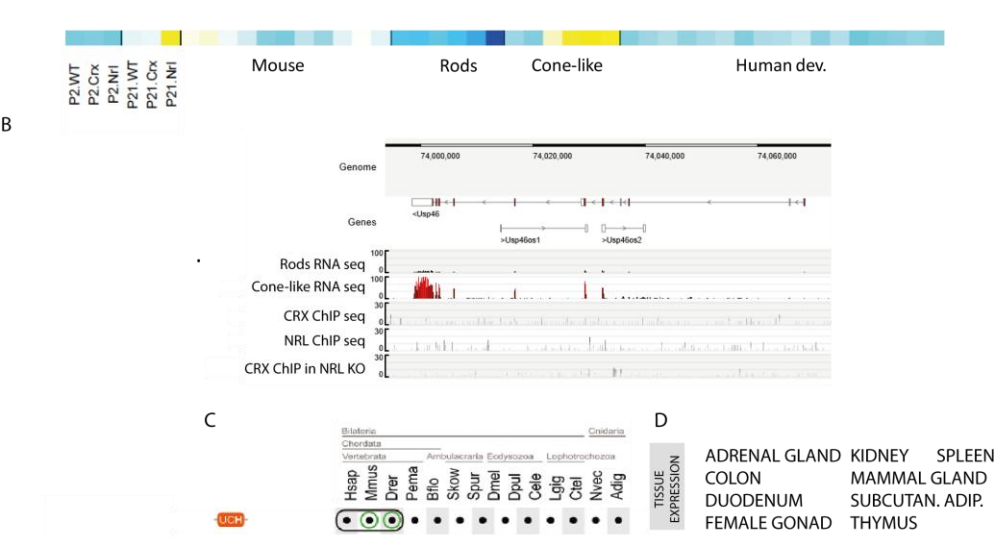 P2.WT
P2.Crx
P2.Nrl
P21.WT
P21.Crx
P21.Nrl
Mouse Rods Cone-like Human dev.
B
Genome 74,000,000 74,020,000 74,040,000 74,060,000
<Usp46
Genes
>Usp46os1 >Usp46os2
Rods RNA seq 100 0
Cone-like RNA seq 100 0
CRX ChIP seq 30 0
NRL ChIP seq 30 0
CRX ChIP in NRL KO 30 0
C
Bilateria Cnidaria
Chordata
Vertebrata Ambulacraria Ecdysozoa Lophotrochozoa
Hsap
Mmus
Drer
Pema
Bflo
Skow
Spur
Dmel
Dpul
Cele
Lgig
Ctel
Nvec
Adig
UCH
D
TISSUE
EXPRESSION
ADRENAL GLAND KIDNEY SPLEEN
COLON MAMMAL GLAND
DUODENUM SUBCUTAN. ADIP.
FEMALE GONAD THYMUS